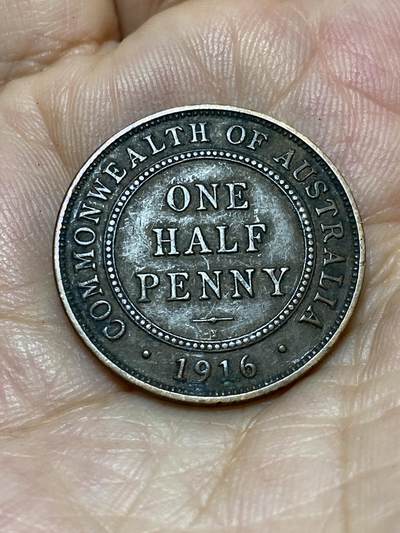 COMMONWEALTH OF AUSTRALIA
ONE
HALF
PENNY
I
· 1916 ·